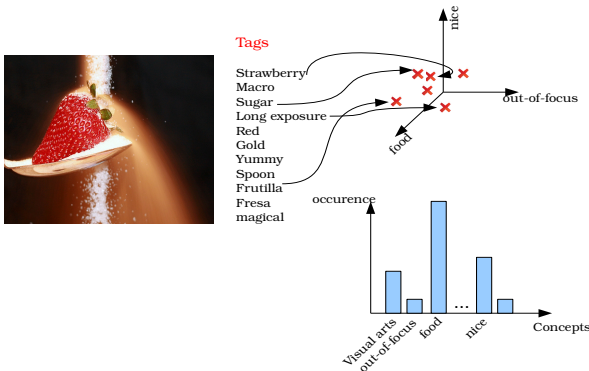 Tags
Strawberry
Macro
Sugar
Long exposure
Red
Gold
Yummy
Spoon
Frutilla
Fresa
magical
nice
out-of-focus
food
occurence
Visual arts
out-of-focus
food
...
nice
Concepts